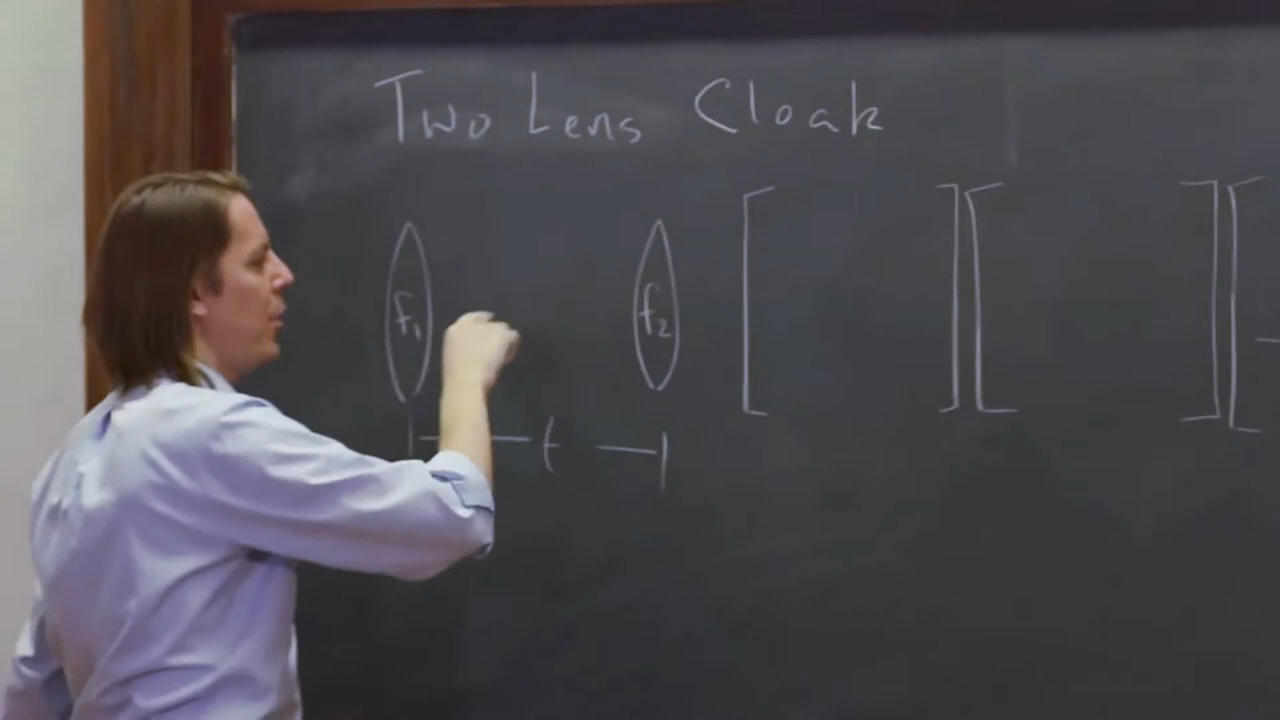 Two Lens Cloak
f₁ f₂ [ ] [ ] [
t